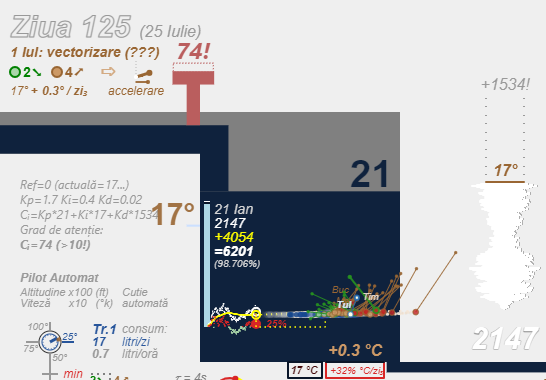 Ziua 125 (25 Iulie)
1 Iul: vectorizare (???) 74!
2 4
17° + 0.3° / zi₃ accelerare
+1534!
17°
21
Ref=0 (actuală=17...)
Kp=1.7 Ki=0.4 Kd=0.02
Cᵢ=Kp*21+Ki*17+Kd*1534
17°
Grad de atenție:
Cᵢ=74 (>10!)
21 Ian
2147
+4054
=6201
(98.706%)
Pilot Automat
Altitudine x100 (ft) Cutie
Viteză x10 (°k) automată
Buc
Tim
Tul
25%
100°
75°
25°
50°
Tr.1 consum:
17 litri/zi
0.7 litri/oră
+0.3 °C
2147
17 °C
+32% °C/zi₃
min
2 4
τ = 4s